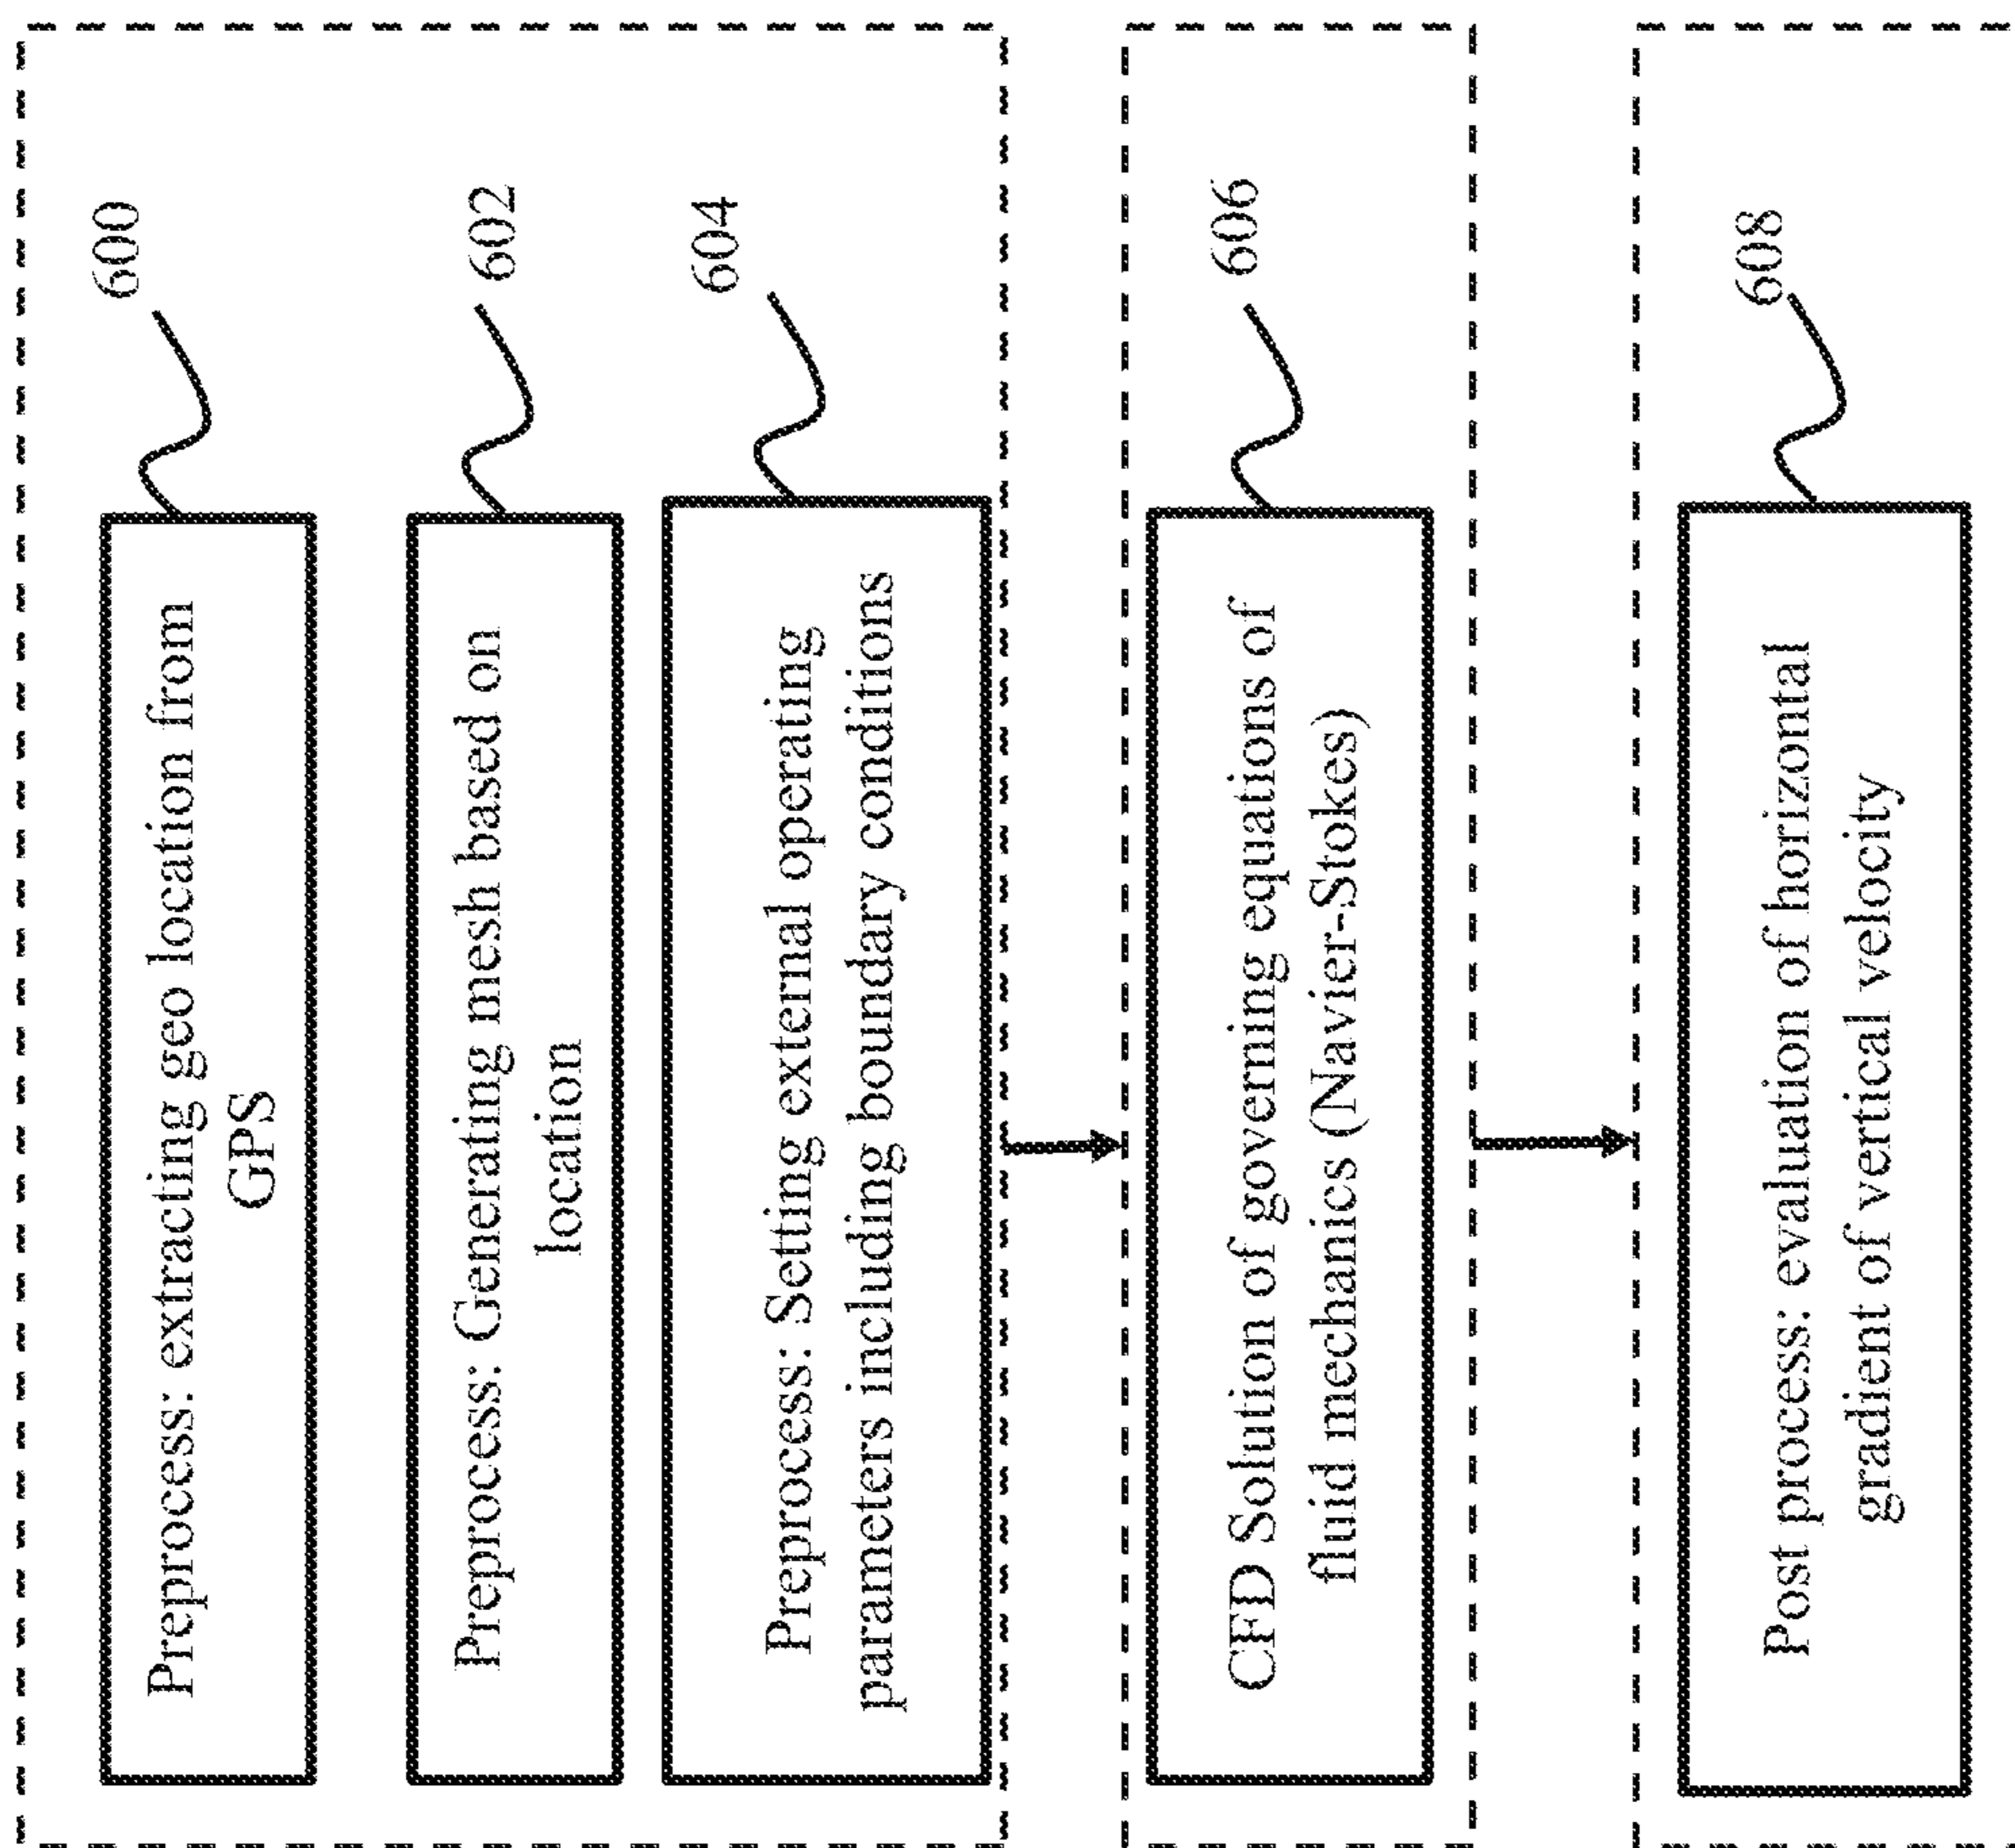 600
Preprocess: extracting geo location from
GPS
602
Preprocess: Generating mesh based on
location
604
Preprocess: Setting external operating
parameters including boundary conditions
606
CFD Solution of governing equations of
fluid mechanics (Navier-Stokes)
608
Post process: evaluation of horizontal
gradient of vertical velocity